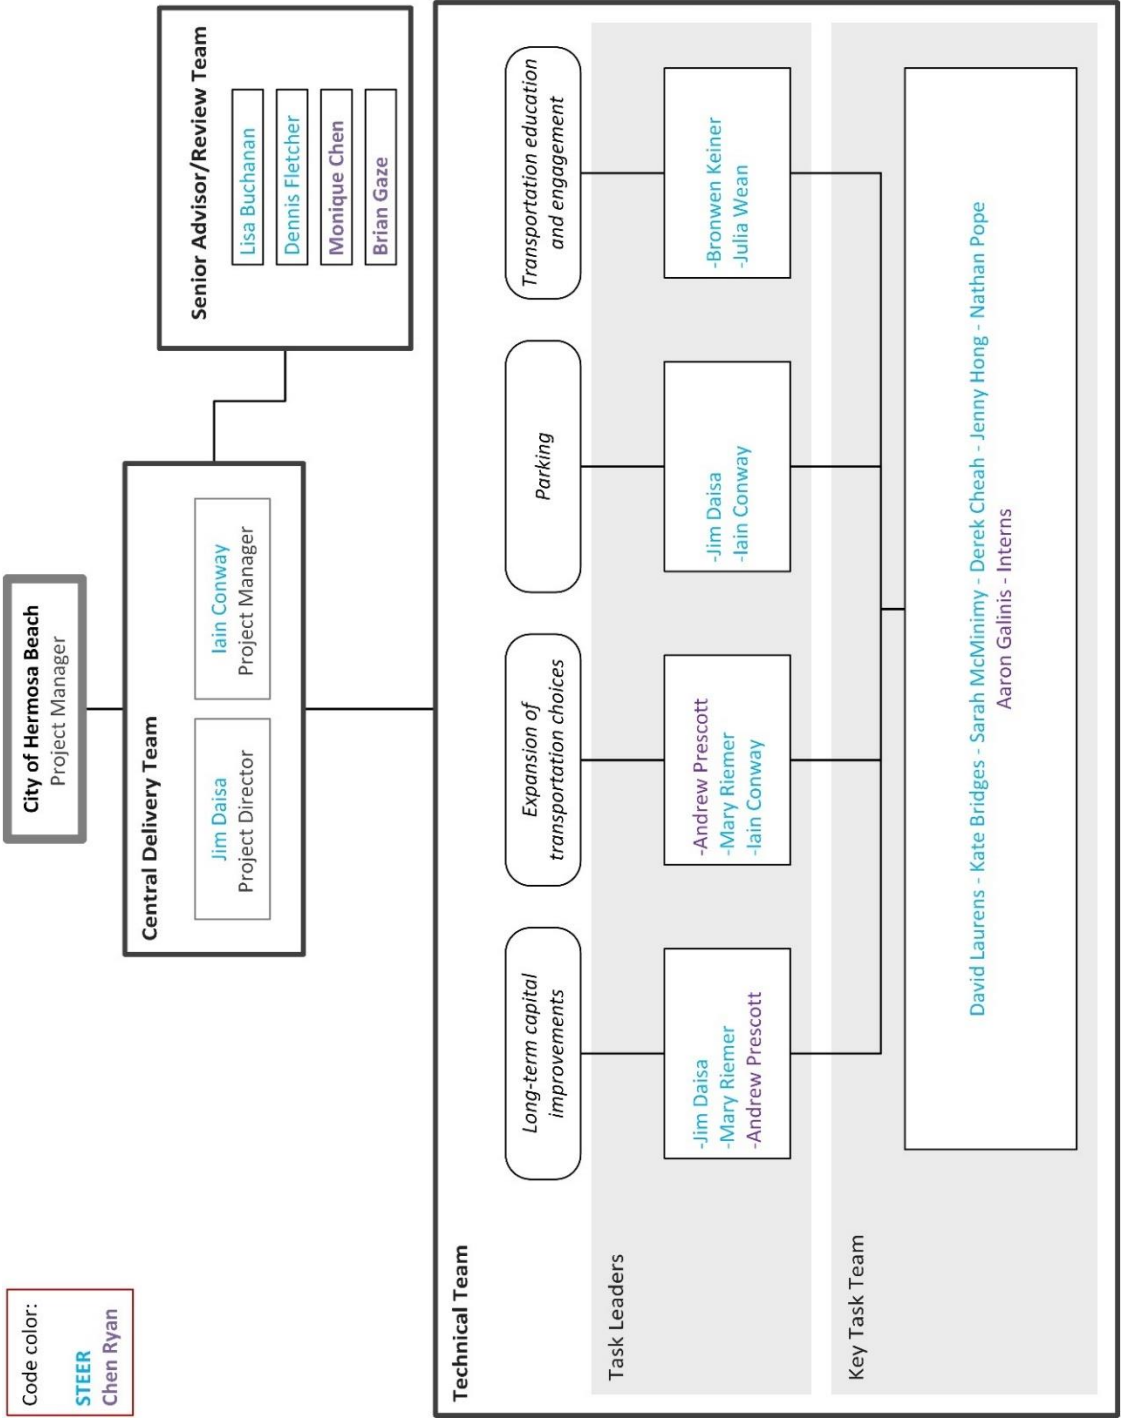 Code color:
STEER
Chen Ryan
City of Hermosa Beach
Project Manager
Central Delivery Team
Jim Daisa
Project Director
Iain Conway
Project Manager
Senior Advisor/Review Team
Lisa Buchanan
Dennis Fletcher
Monique Chen
Brian Gaze
Technical Team
Long-term capital
improvements
Expansion of
transportation choices
Parking
Transportation education
and engagement
Task Leaders
-Jim Daisa
-Mary Riemer
-Andrew Prescott
-Andrew Prescott
-Mary Riemer
-Iain Conway
-Jim Daisa
-Iain Conway
-Bronwen Keiner
-Julia Wean
Key Task Team
David Laurens - Kate Bridges - Sarah McMinimy - Derek Cheah - Jenny Hong - Nathan Pope
Aaron Galinis - Interns